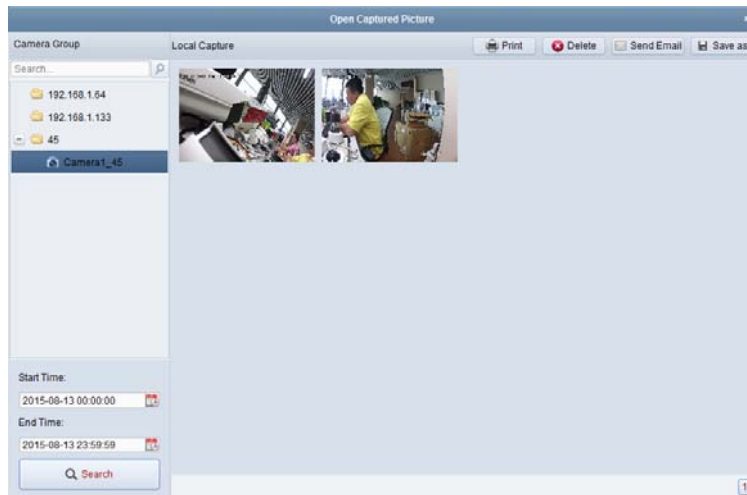 Open Captured Picture
Camera Group
Local Capture
Print
Delete
Send Email
Save as
Search...
192.168.1.64
192.168.1.133
45
Camera1_45
Start Time:
2015-08-13 00:00:00
End Time:
2015-08-13 23:59:59
Search
1